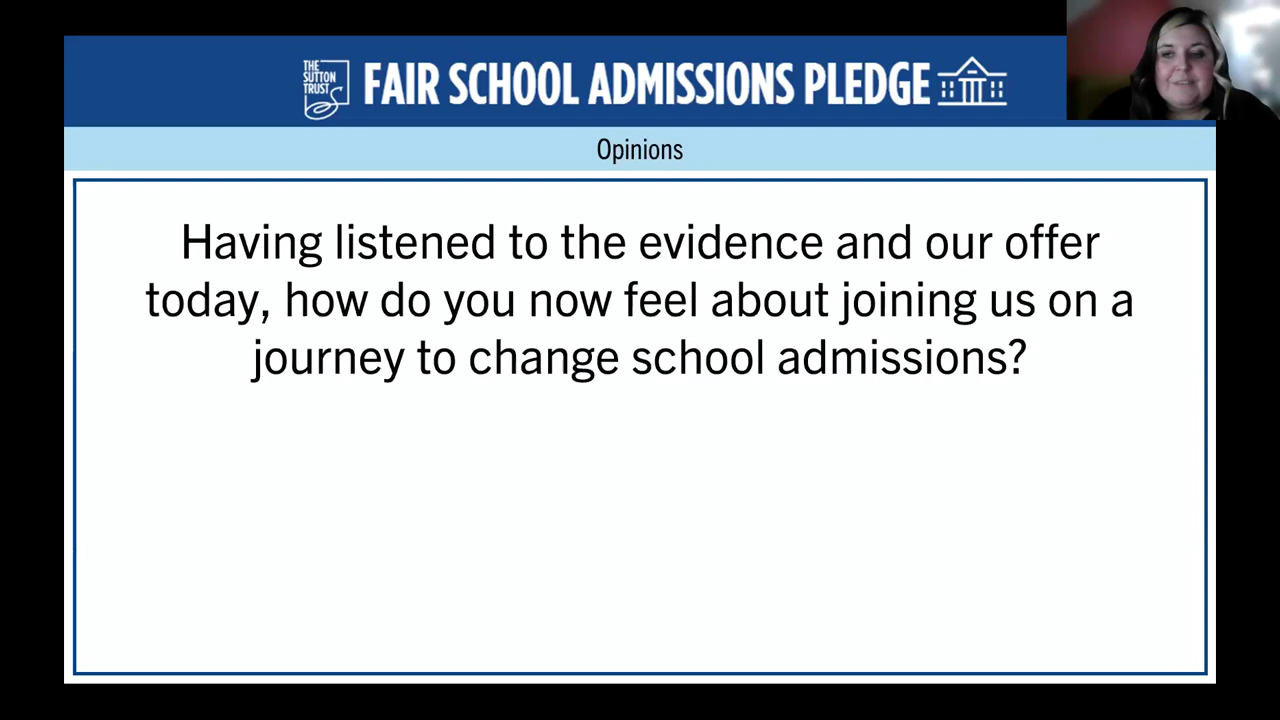 THE
SUTTON
TRUST
FAIR SCHOOL ADMISSIONS PLEDGE
Opinions
Having listened to the evidence and our offer
today, how do you now feel about joining us on a
journey to change school admissions?